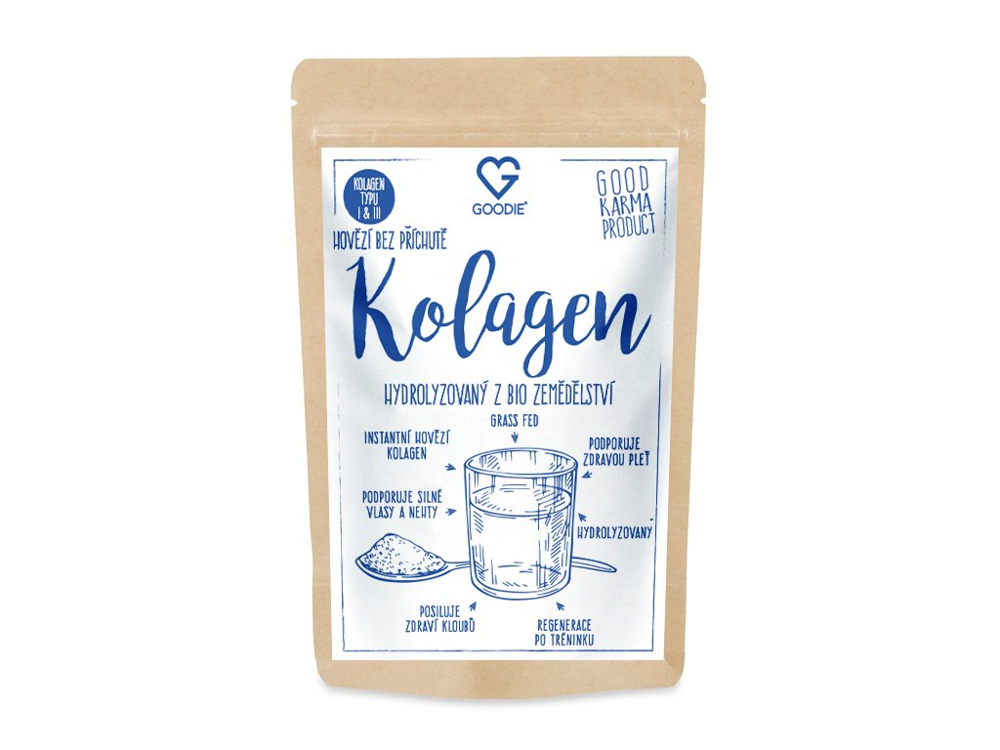 KOLAGEN
TYPU
I & III
GOODIE®
GOOD
KARMA
PRODUCT
HOVĚZÍ BEZ PŘÍCHUTĚ
Kolagen
HYDROLYZOVANÝ Z BIO ZEMĚDĚLSTVÍ
GRASS FED
INSTANTNÍ HOVĚZÍ
KOLAGEN
PODPORUJE
ZDRAVOU PLEŤ
PODPORUJE SILNÉ
VLASY A NEHTY
HYDROLYZOVANÝ
POSILUJE
ZDRAVÍ KLOUBŮ
REGENERACE
PO TRÉNINKU